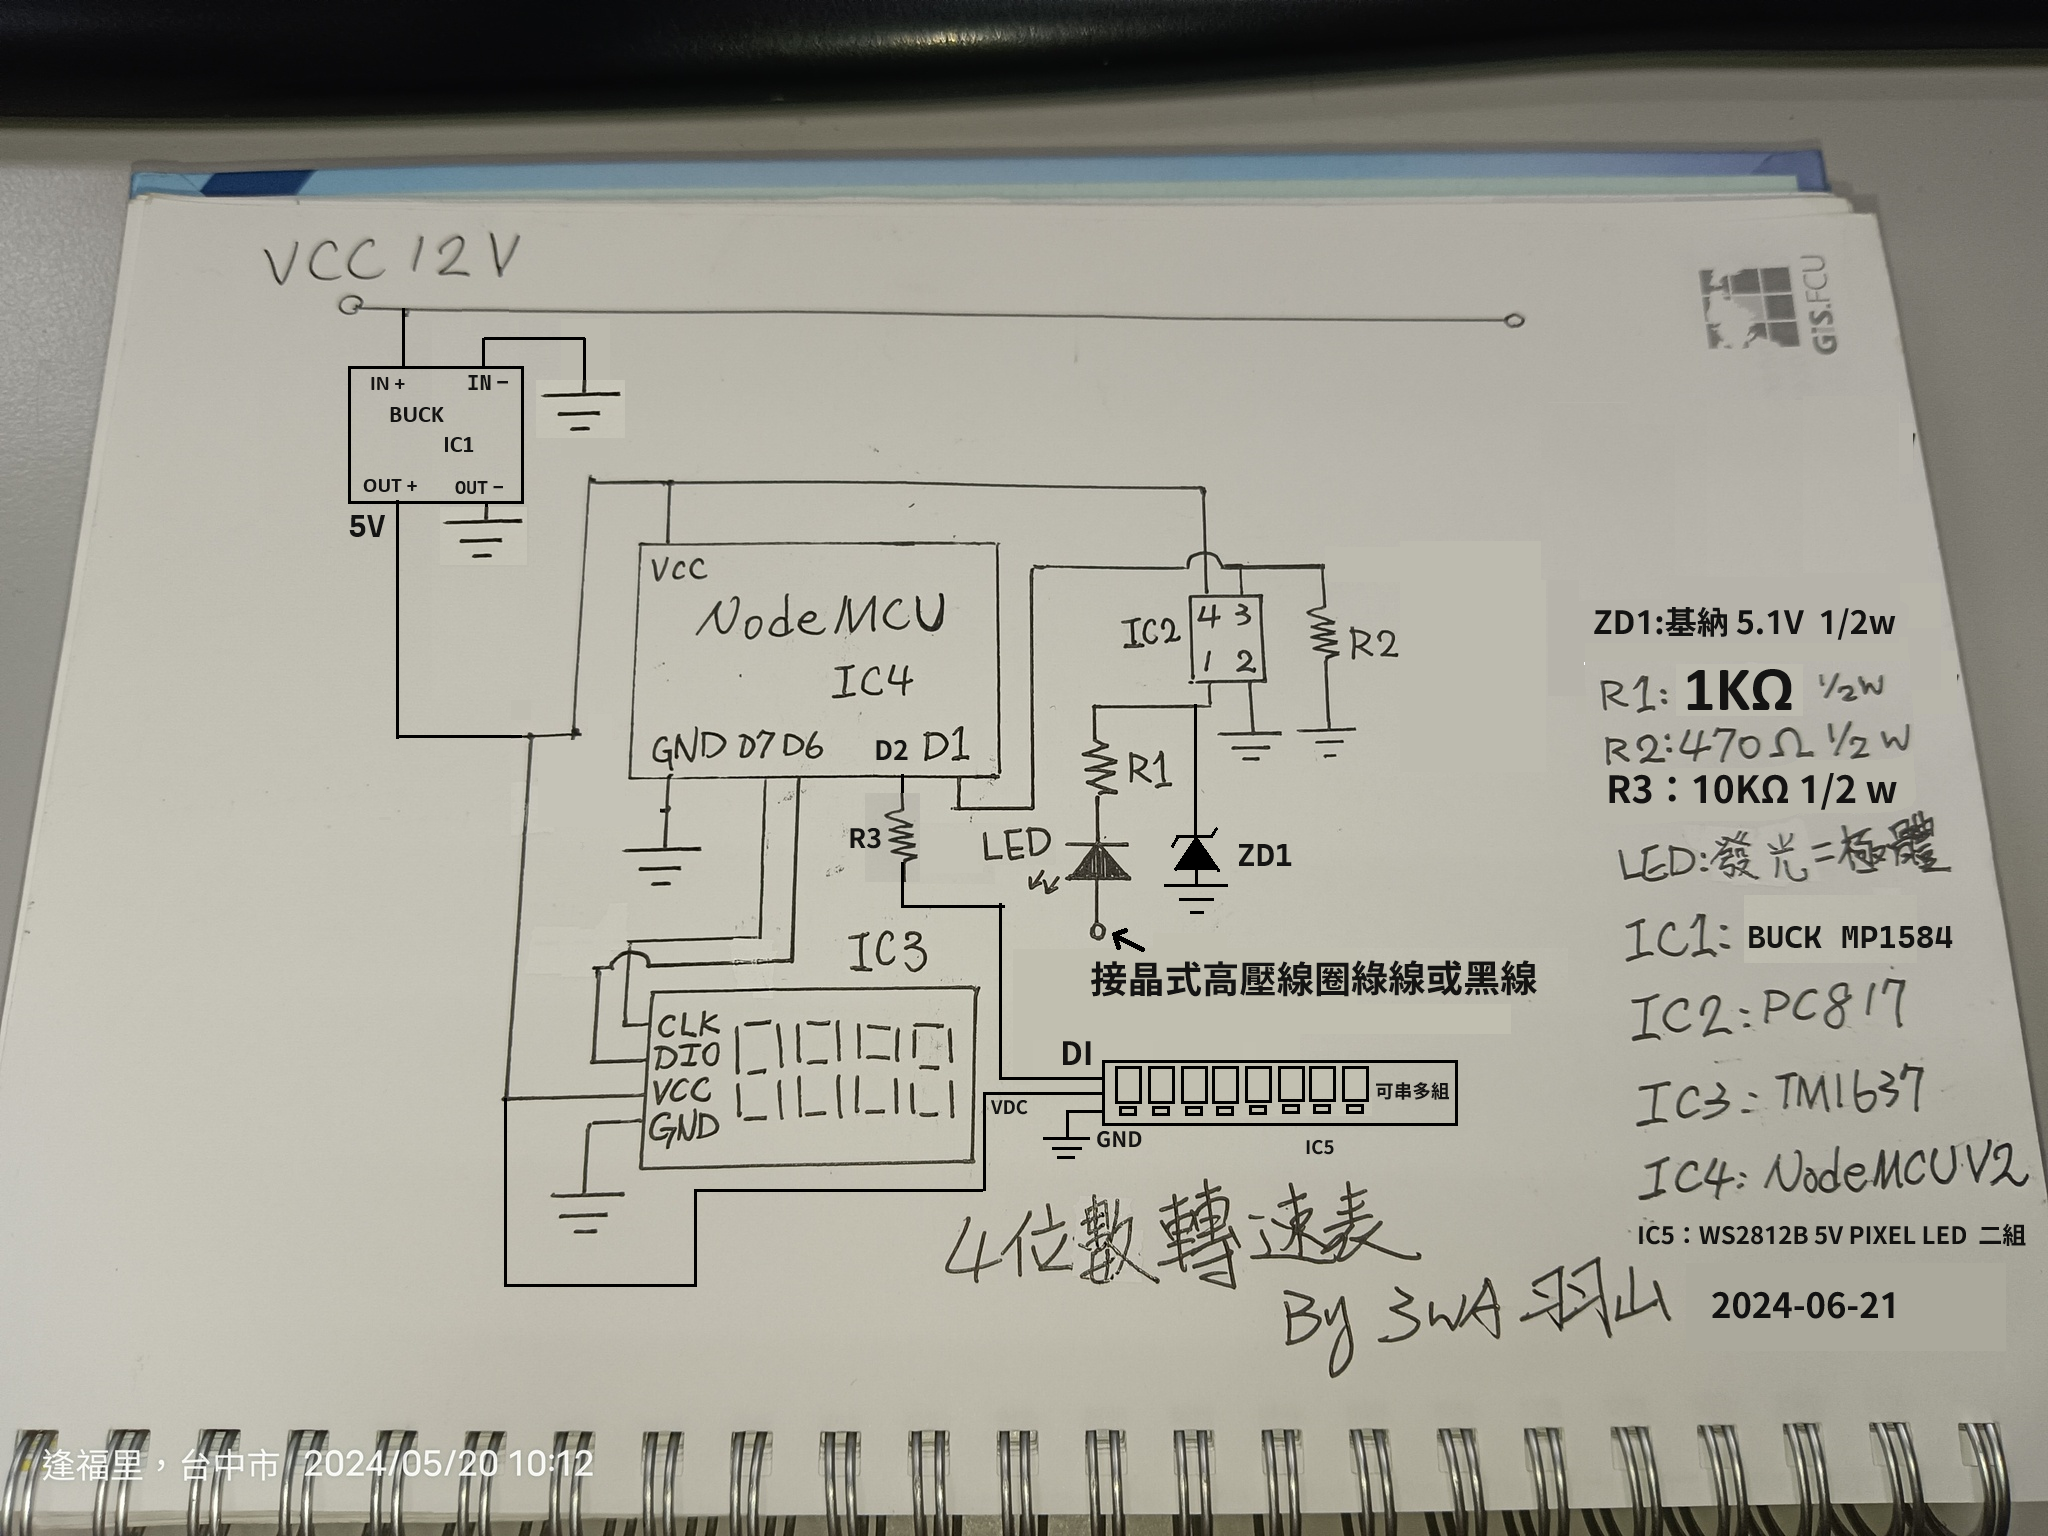 VCC 12V
GIS.FCU
IN + IN −
BUCK
IC1
OUT + OUT −
5V
VCC
NodeMCU
IC4
GND D7 D6 D2 D1
IC2
4 3
1 2
R2
R1
R3
LED
ZD1
接晶式高壓線圈綠線或黑線
IC3
CLK
DIO
VCC
GND
DI
VDC
GND
可串多組
IC5
ZD1:基納 5.1V 1/2w
R1: 1KΩ 1/2W
R2:470Ω 1/2W
R3：10KΩ 1/2 w
LED:發光二極體
IC1: BUCK MP1584
IC2: PC817
IC3: TM1637
IC4: NodeMCUV2
IC5：WS2812B 5V PIXEL LED 二組
4位數轉速表
By 3WA 羽山
2024-06-21
逢福里，台中市 2024/05/20 10:12